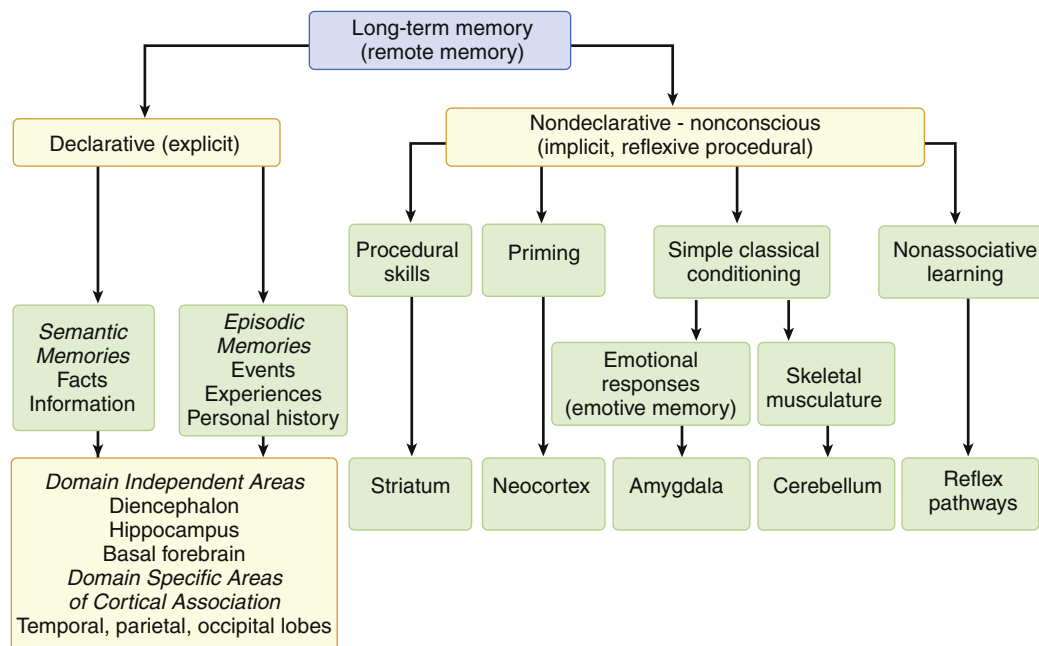 Long-term memory
(remote memory)
Declarative (explicit)
Nondeclarative - nonconscious
(implicit, reflexive procedural)
Procedural
skills
Priming
Simple classical
conditioning
Nonassociative
learning
Semantic
Memories
Facts
Information
Episodic
Memories
Events
Experiences
Personal history
Emotional
responses
(emotive memory)
Skeletal
musculature
Domain Independent Areas
Diencephalon
Hippocampus
Basal forebrain
Domain Specific Areas
of Cortical Association
Temporal, parietal, occipital lobes
Striatum
Neocortex
Amygdala
Cerebellum
Reflex
pathways